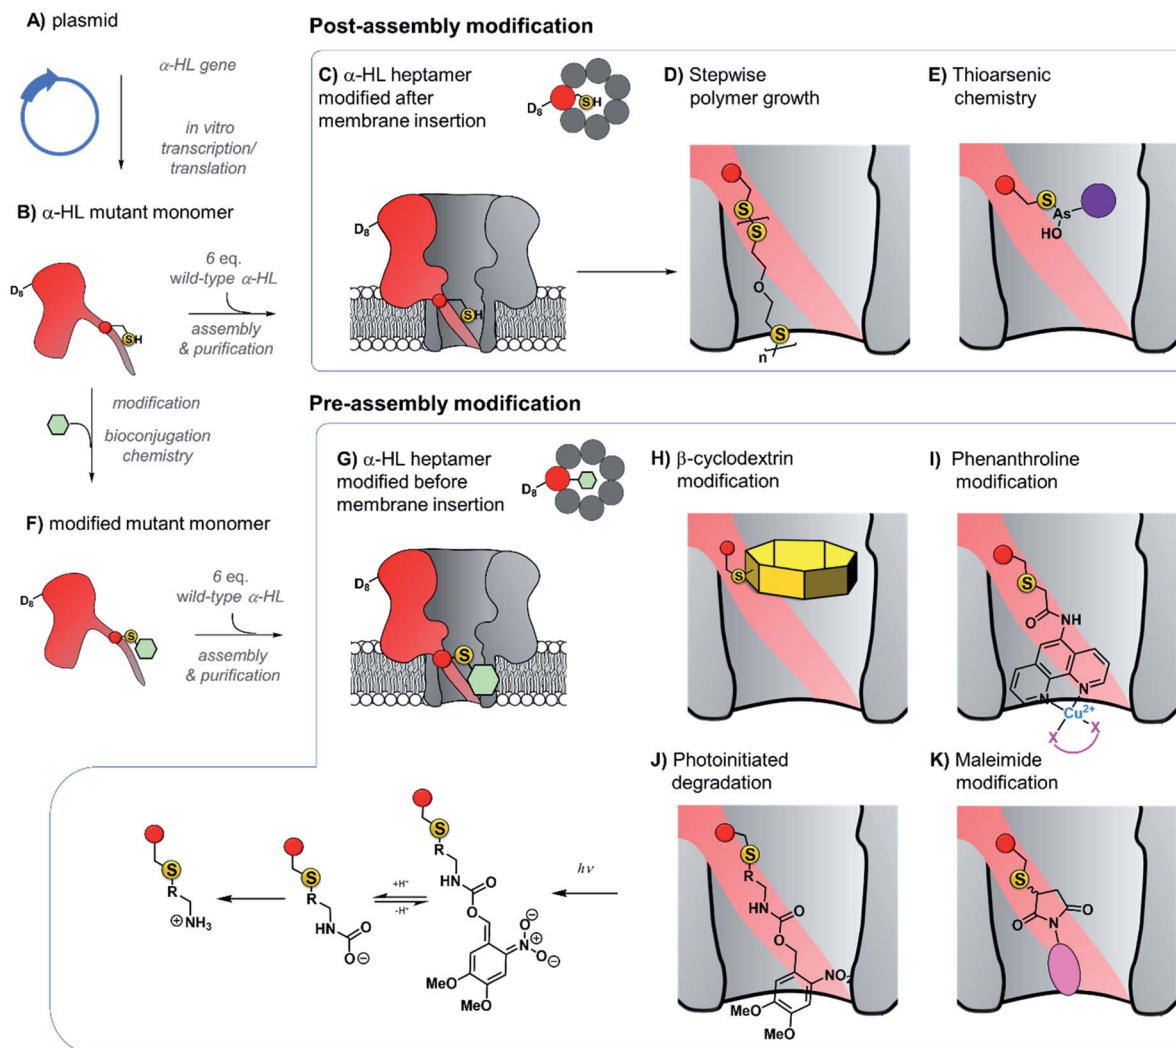 A) plasmid
α-HL gene
in vitro
transcription/
translation
B) α-HL mutant monomer
D8
SH
6 eq.
wild-type α-HL
assembly
& purification
modification
bioconjugation
chemistry
F) modified mutant monomer
D8
S
6 eq.
wild-type α-HL
assembly
& purification
Post-assembly modification
C) α-HL heptamer
modified after
membrane insertion
D8
SH
D8
SH
D) Stepwise
polymer growth
S
S
O
S
n
E) Thioarsenic
chemistry
S
As
HO
Pre-assembly modification
G) α-HL heptamer
modified before
membrane insertion
D8
D8
S
H) β-cyclodextrin
modification
S
I) Phenanthroline
modification
S
O
NH
N
N
Cu2+
X
X
J) Photoinitiated
degradation
S
R
NH
O
O
NO2
MeO
MeO
K) Maleimide
modification
S
O
N
O
hν
S
R
NH
O
O
O⊖
N⊕
O⊖
MeO
MeO
+H+
-H+
S
R
HN
O
O⊖
S
R
⊕NH3